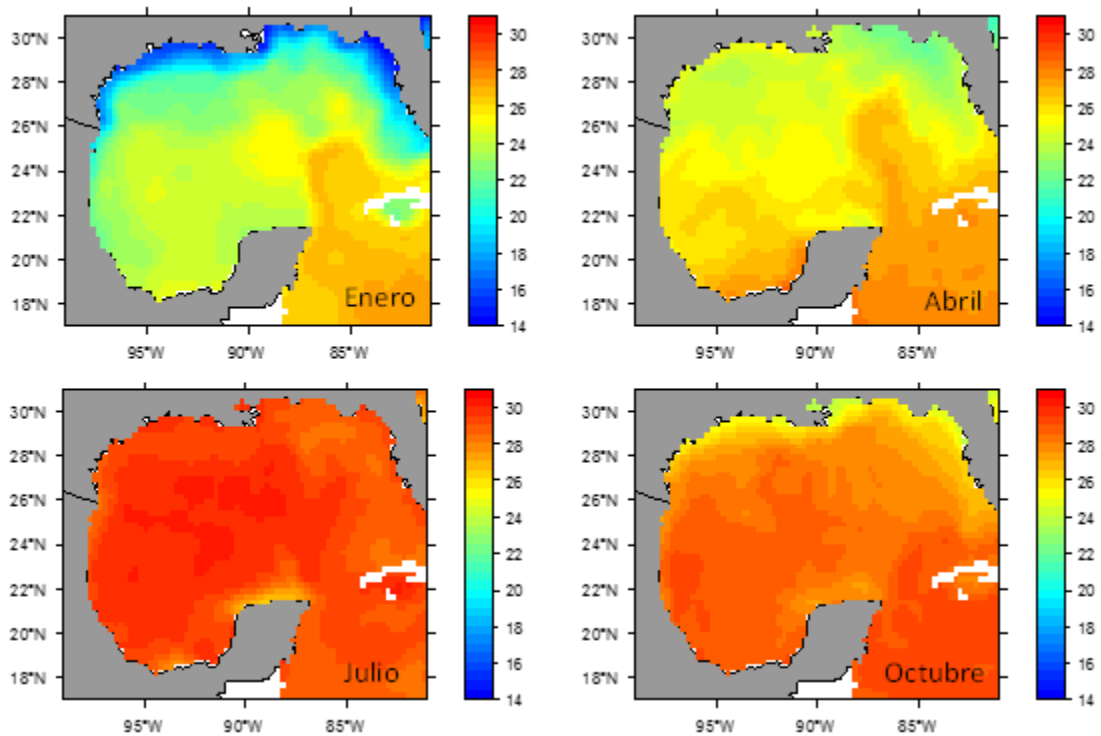 30°N
28°N
26°N
24°N
22°N
20°N
18°N
30
28
26
24
22
20
18
16
14
Enero
95°W 90°W 85°W
30°N
28°N
26°N
24°N
22°N
20°N
18°N
30
28
26
24
22
20
18
16
14
Abril
95°W 90°W 85°W
30°N
28°N
26°N
24°N
22°N
20°N
18°N
30
28
26
24
22
20
18
16
14
Julio
95°W 90°W 85°W
30°N
28°N
26°N
24°N
22°N
20°N
18°N
30
28
26
24
22
20
18
16
14
Octubre
95°W 90°W 85°W